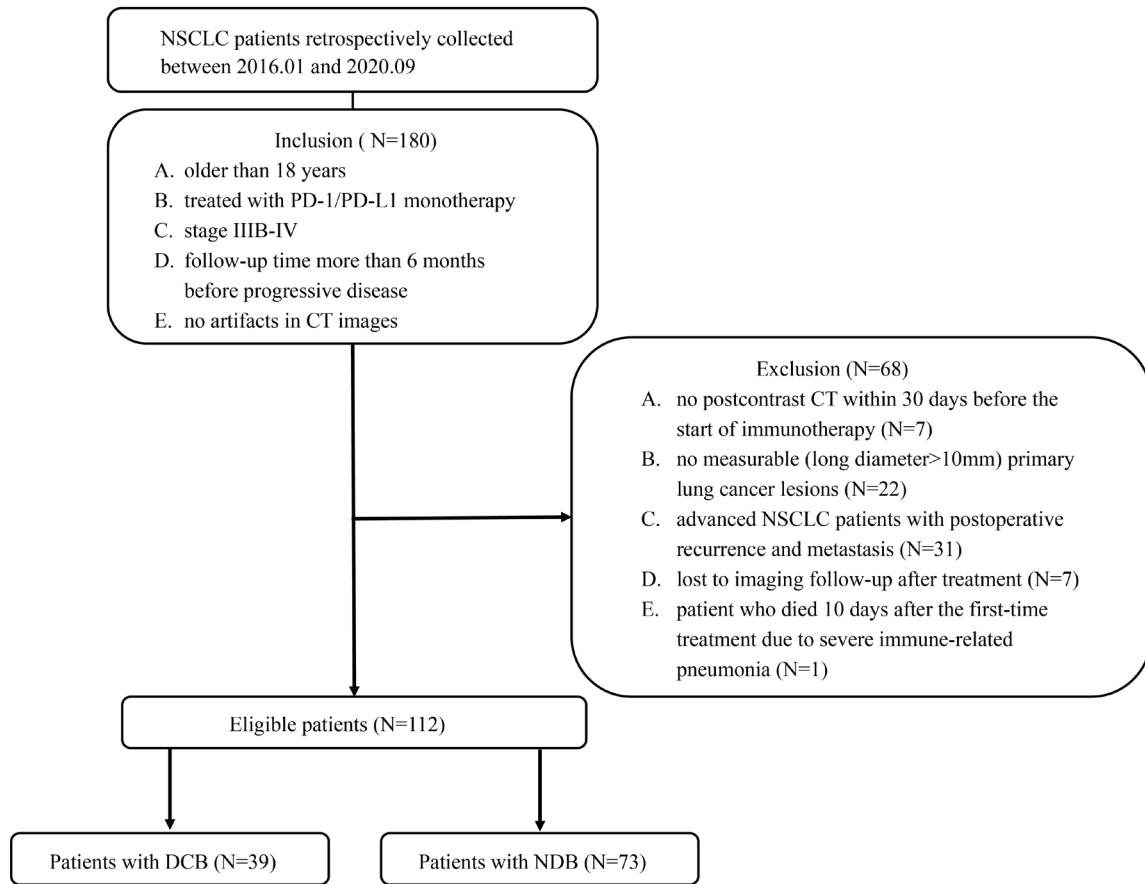 NSCLC patients retrospectively collected
between 2016.01 and 2020.09
Inclusion ( N=180)
A. older than 18 years
B. treated with PD-1/PD-L1 monotherapy
C. stage IIIB-IV
D. follow-up time more than 6 months
before progressive disease
E. no artifacts in CT images
Exclusion (N=68)
A. no postcontrast CT within 30 days before the
start of immunotherapy (N=7)
B. no measurable (long diameter>10mm) primary
lung cancer lesions (N=22)
C. advanced NSCLC patients with postoperative
recurrence and metastasis (N=31)
D. lost to imaging follow-up after treatment (N=7)
E. patient who died 10 days after the first-time
treatment due to severe immune-related
pneumonia (N=1)
Eligible patients (N=112)
Patients with DCB (N=39)
Patients with NDB (N=73)